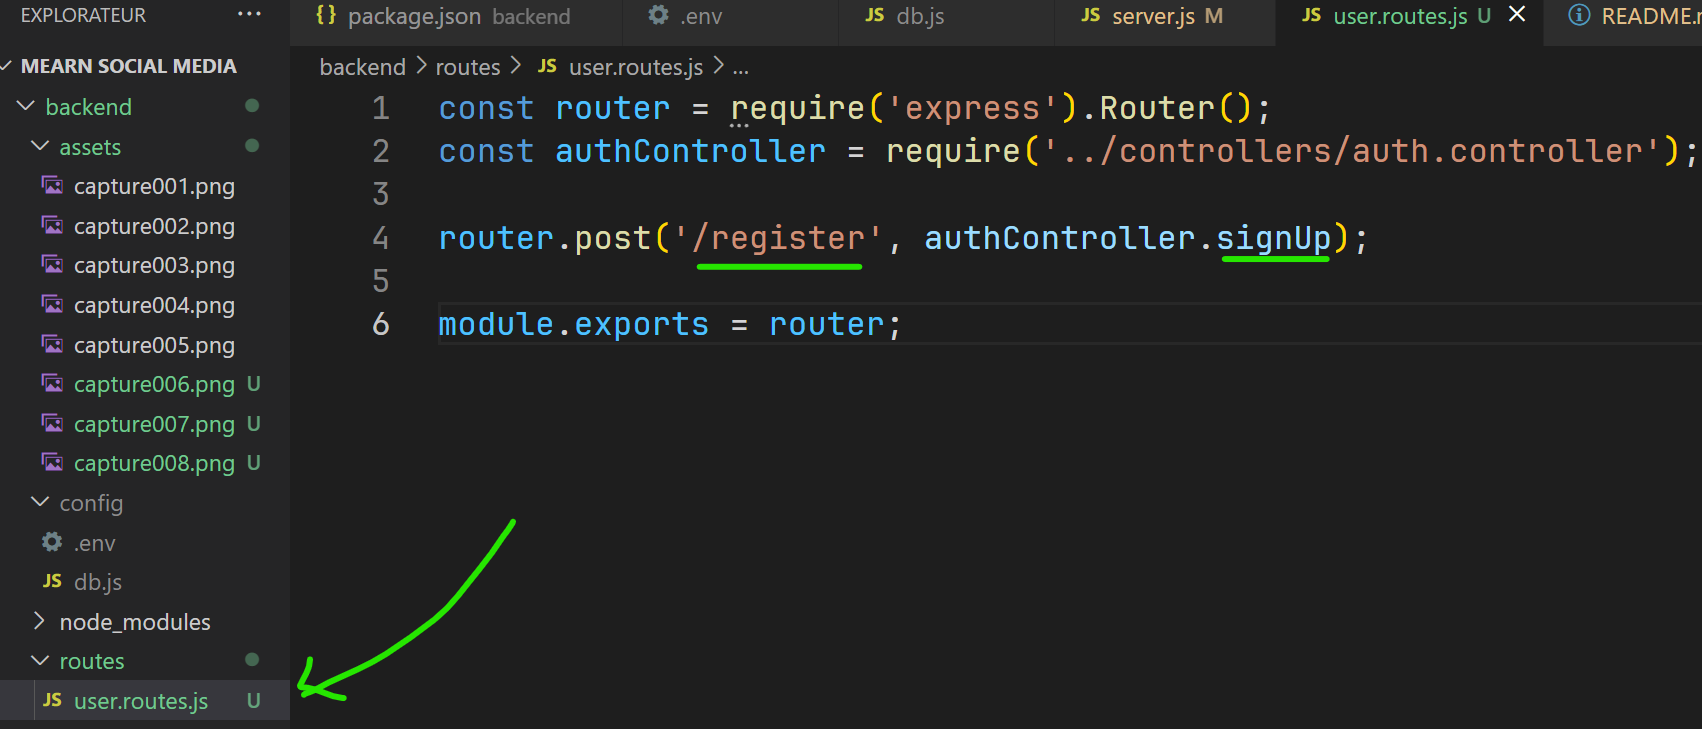 EXPLORATEUR ...
{} package.json backend
.env
JS db.js
JS server.js M
JS user.routes.js U
README.
MEARN SOCIAL MEDIA
backend
assets
capture001.png
capture002.png
capture003.png
capture004.png
capture005.png
capture006.png U
capture007.png U
capture008.png U
config
.env
JS db.js
node_modules
routes
JS user.routes.js U
backend > routes > JS user.routes.js > ...
1 const router = require('express').Router();
2 const authController = require('../controllers/auth.controller');
3
4 router.post('/register', authController.signUp);
5
6 module.exports = router;